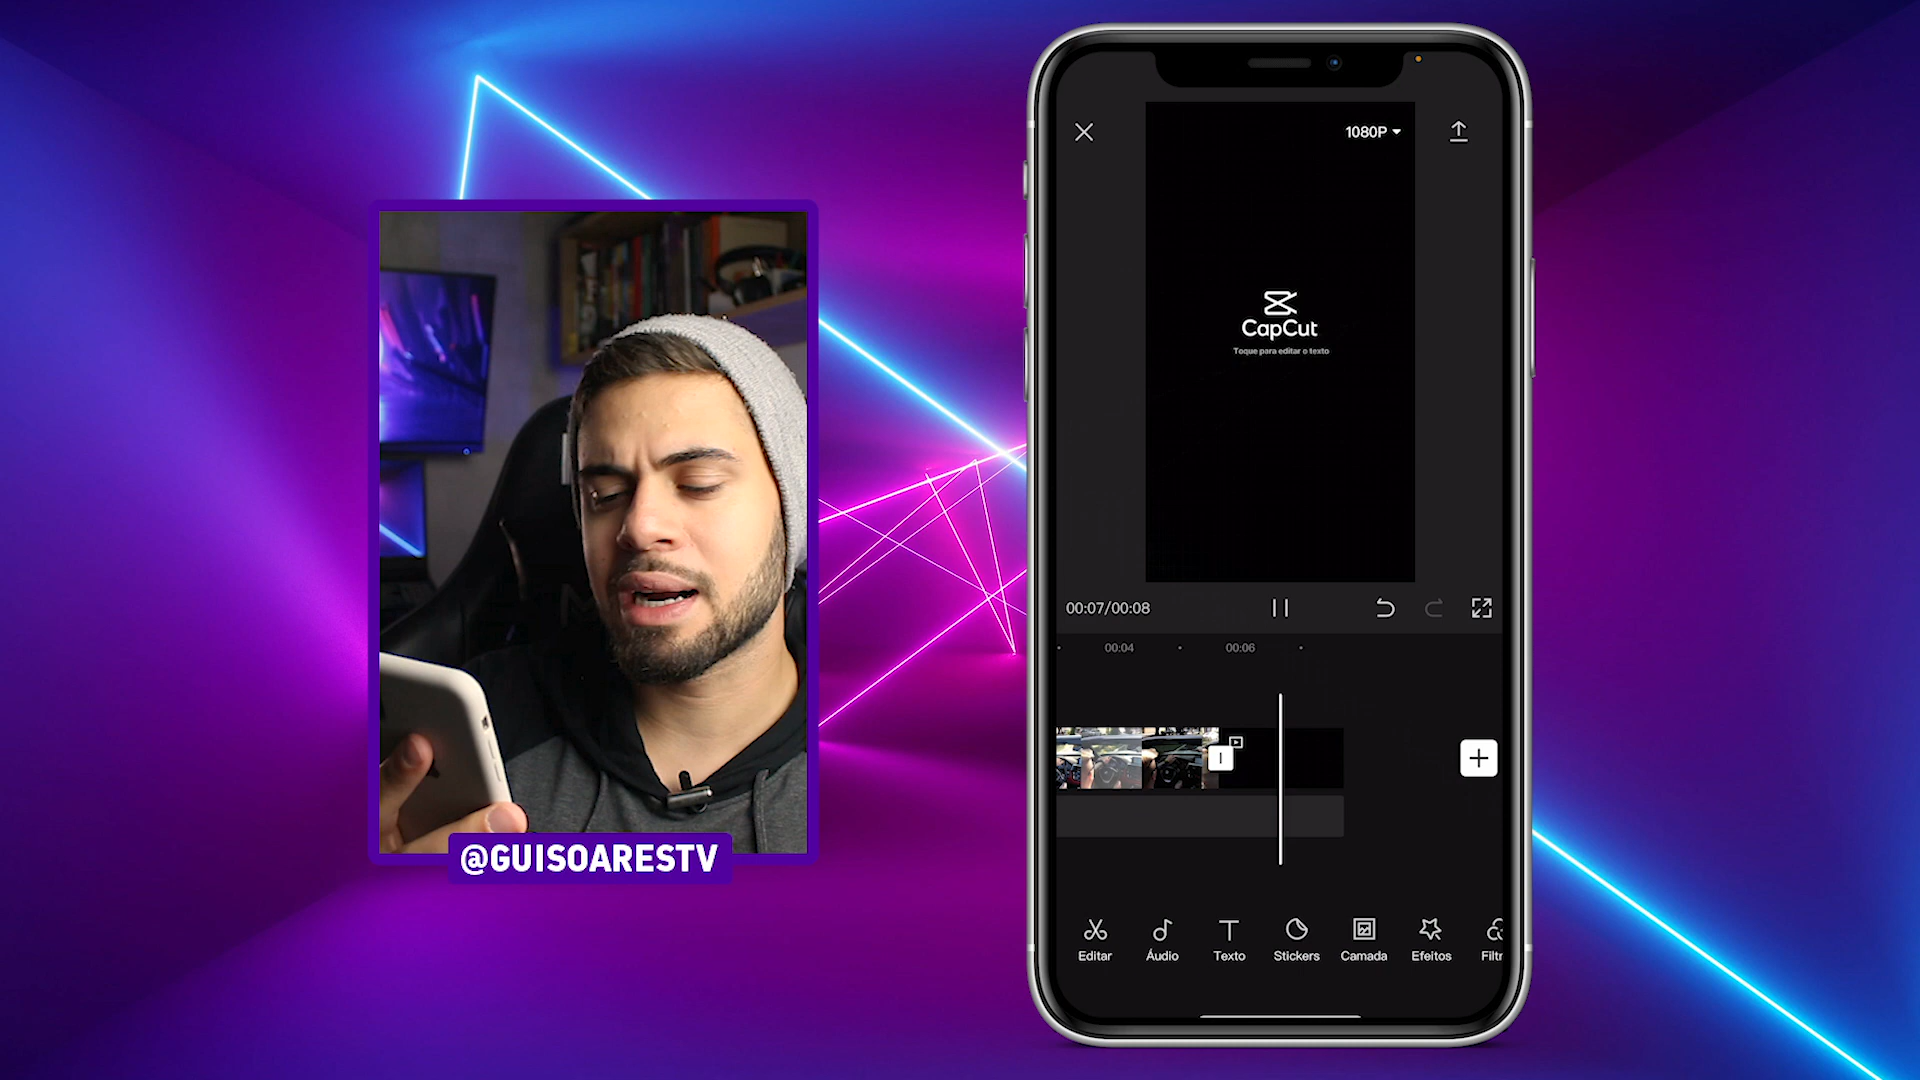 @GUISOARESTV
1080P
CapCut
Toque para editar o texto
00:07/00:08
00:04
00:06
Editar
Áudio
Texto
Stickers
Camada
Efeitos
Filtr